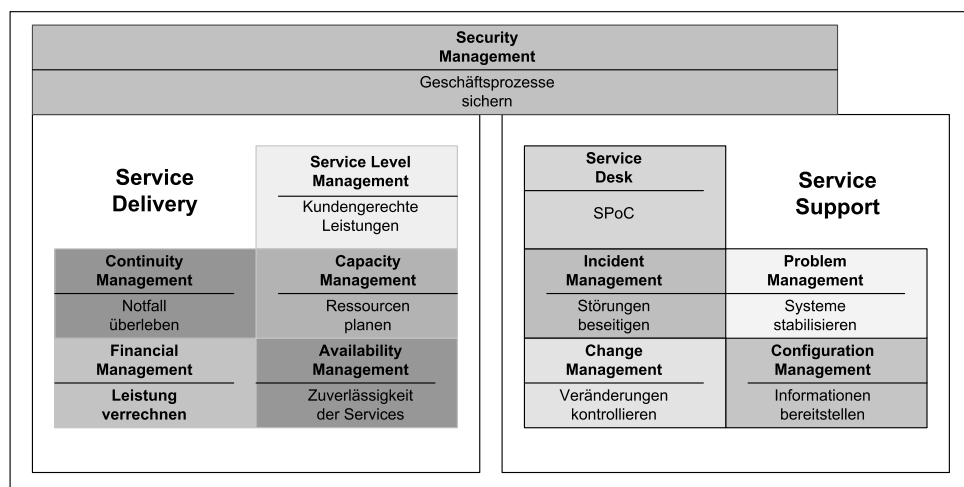 Security
Management
Geschäftsprozesse
sichern
Service
Delivery
Service Level
Management
Kundengerechte
Leistungen
Continuity
Management
Notfall
überleben
Capacity
Management
Ressourcen
planen
Financial
Management
Leistung
verrechnen
Availability
Management
Zuverlässigkeit
der Services
Service
Desk
SPoC
Service
Support
Incident
Management
Störungen
beseitigen
Problem
Management
Systeme
stabilisieren
Change
Management
Veränderungen
kontrollieren
Configuration
Management
Informationen
bereitstellen